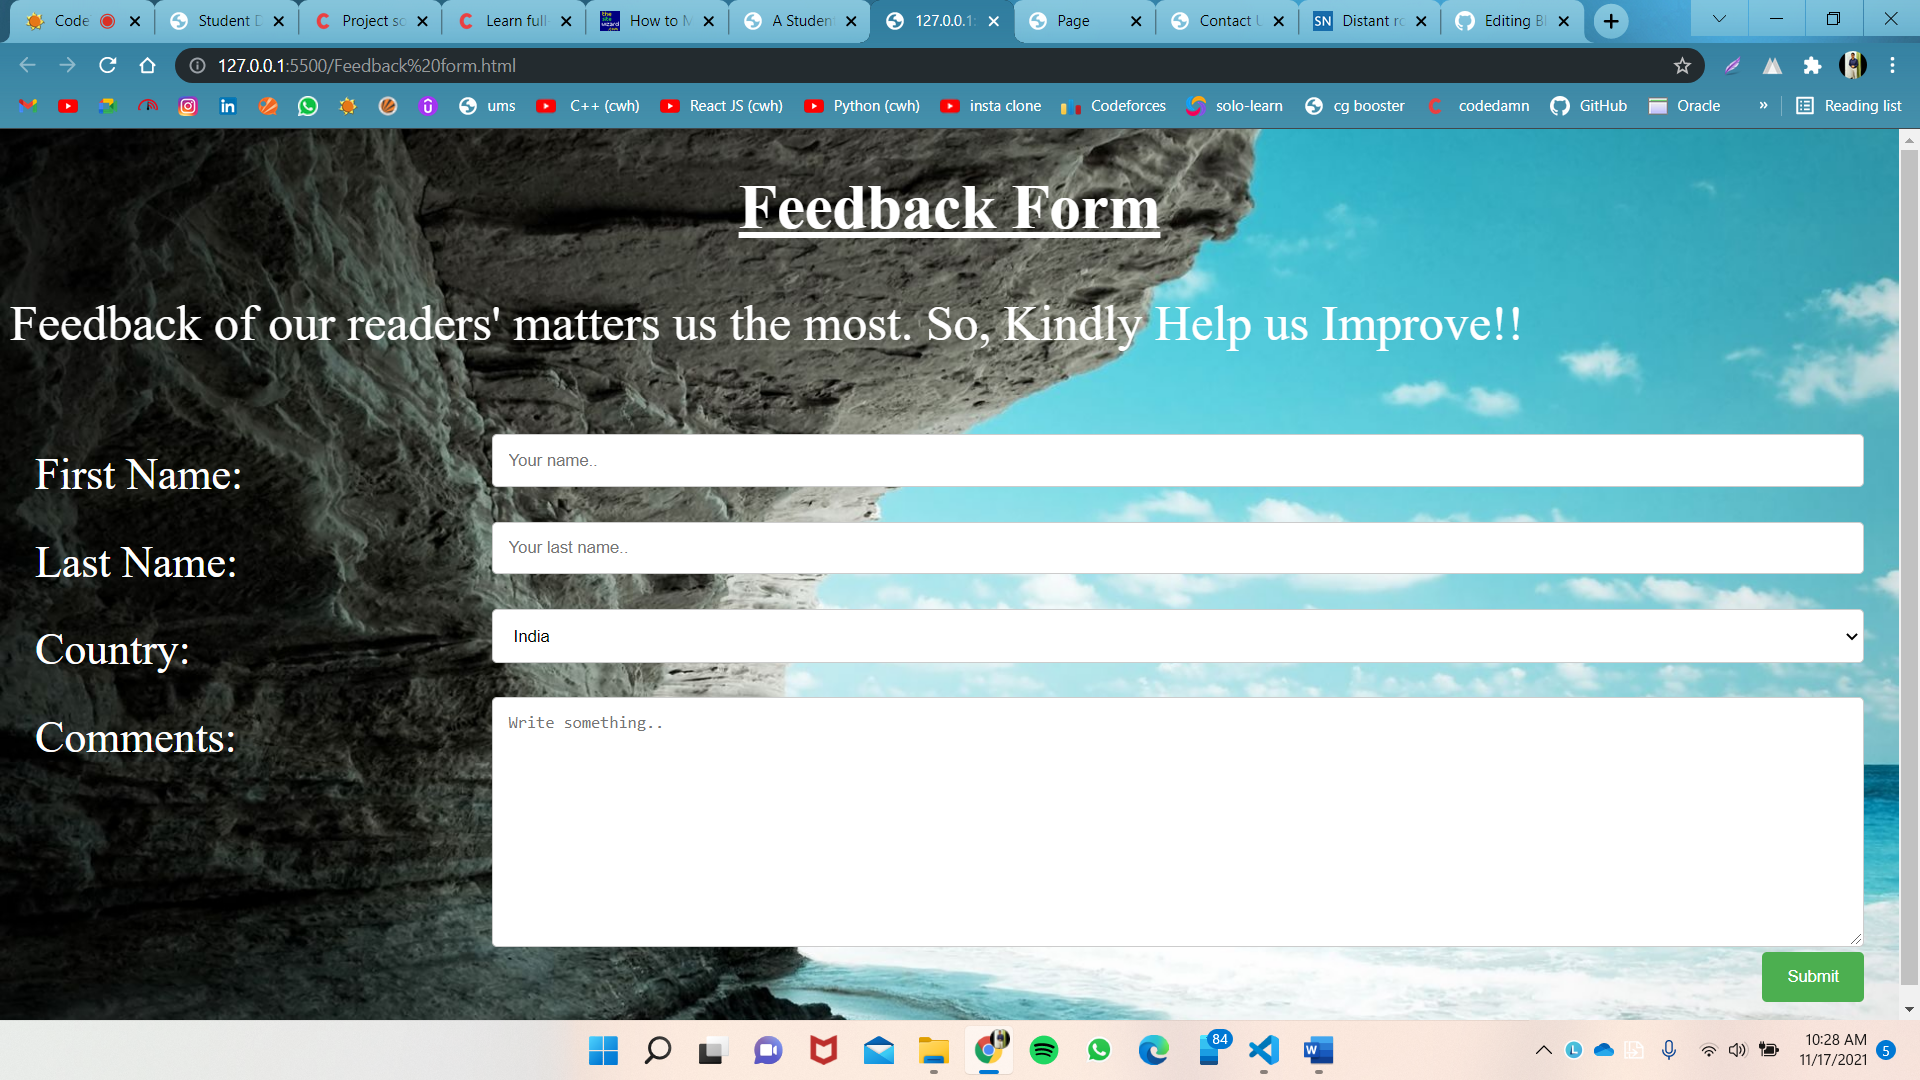 Code
Student D
Project sc
Learn full
How to M
A Student
127.0.0.1:
Page
Contact U
Distant ro
Editing Bl
127.0.0.1:5500/Feedback%20form.html
ums
C++ (cwh)
React JS (cwh)
Python (cwh)
insta clone
Codeforces
solo-learn
cg booster
codedamn
GitHub
Oracle
»
Reading list
Feedback Form
Feedback of our readers' matters us the most. So, Kindly Help us Improve!!
First Name:
Your name..
Last Name:
Your last name..
Country:
India
Comments:
Write something..
Submit
84
10:28 AM
11/17/2021
5